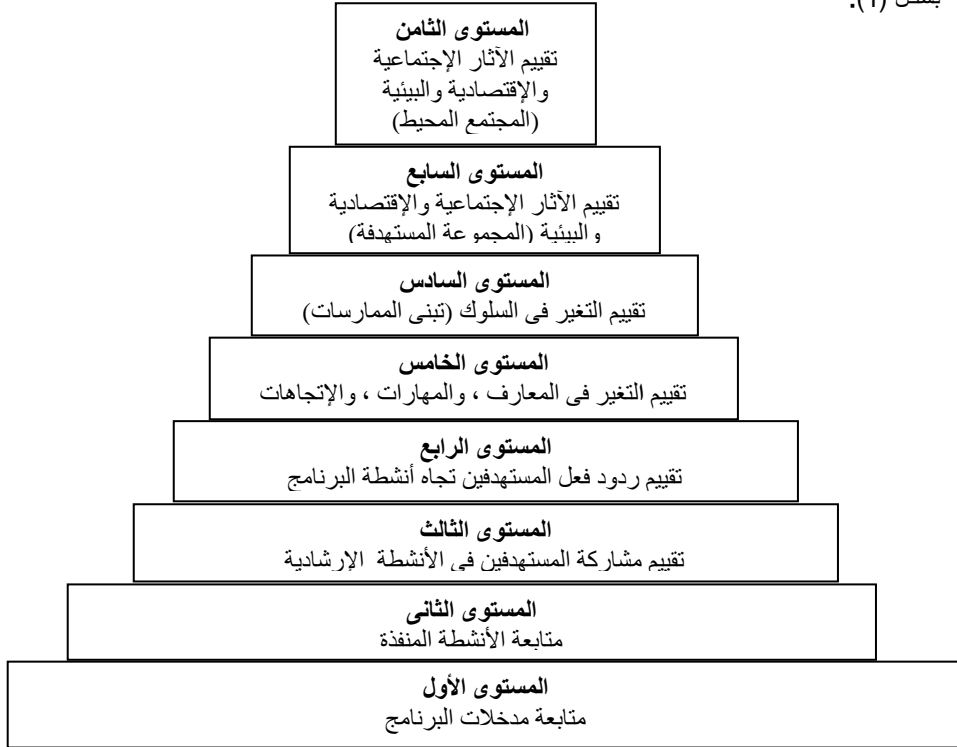 بشكل (1).
المستوى الثامن
تقييم الآثار الإجتماعية
والإقتصادية والبيئية
(المجتمع المحيط)
المستوى السابع
تقييم الآثار الإجتماعية والإقتصادية
والبيئية (المجموعة المستهدفة)
المستوى السادس
تقييم التغير فى السلوك (تبنى الممارسات)
المستوى الخامس
تقييم التغير فى المعارف ، والمهارات ، والإتجاهات
المستوى الرابع
تقييم ردود فعل المستهدفين تجاه أنشطة البرنامج
المستوى الثالث
تقييم مشاركة المستهدفين فى الأنشطة الإرشادية
المستوى الثانى
متابعة الأنشطة المنفذة
المستوى الأول
متابعة مدخلات البرنامج